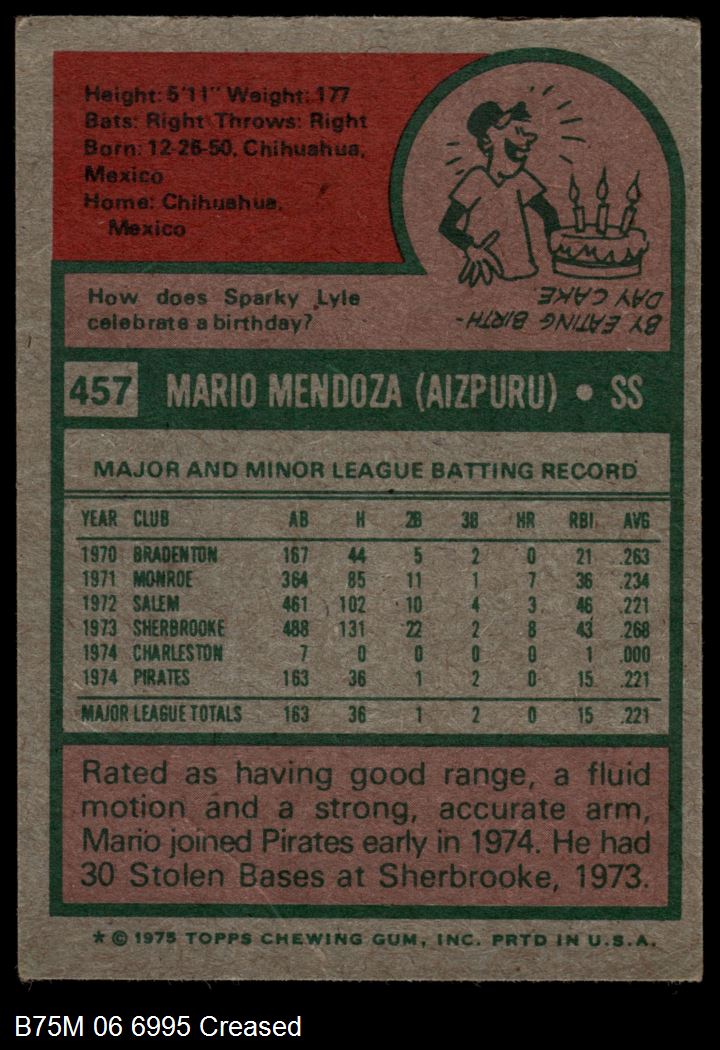 Height: 5'11" Weight: 177
Bats: Right Throws: Right
Born: 12-26-50, Chihuahua,
Mexico
Home: Chihuahua,
Mexico
How does Sparky Lyle
celebrate a birthday?
BY EATING BIRTH-
DAY CAKE
457 MARIO MENDOZA (AIZPURU) • SS
MAJOR AND MINOR LEAGUE BATTING RECORD
YEAR CLUB AB H 2B 3B HR RBI AVG
1970 BRADENTON 167 44 5 2 0 21 .263
1971 MONROE 364 85 11 1 7 36 .234
1972 SALEM 461 102 10 4 3 46 .221
1973 SHERBROOKE 488 131 22 2 8 43 .268
1974 CHARLESTON 7 0 0 0 0 1 .000
1974 PIRATES 163 36 1 2 0 15 .221
MAJOR LEAGUE TOTALS 163 36 1 2 0 15 .221
Rated as having good range, a fluid
motion and a strong, accurate arm,
Mario joined Pirates early in 1974. He had
30 Stolen Bases at Sherbrooke, 1973.
* © 1975 TOPPS CHEWING GUM, INC. PRTD IN U.S.A.
B75M 06 6995 Creased